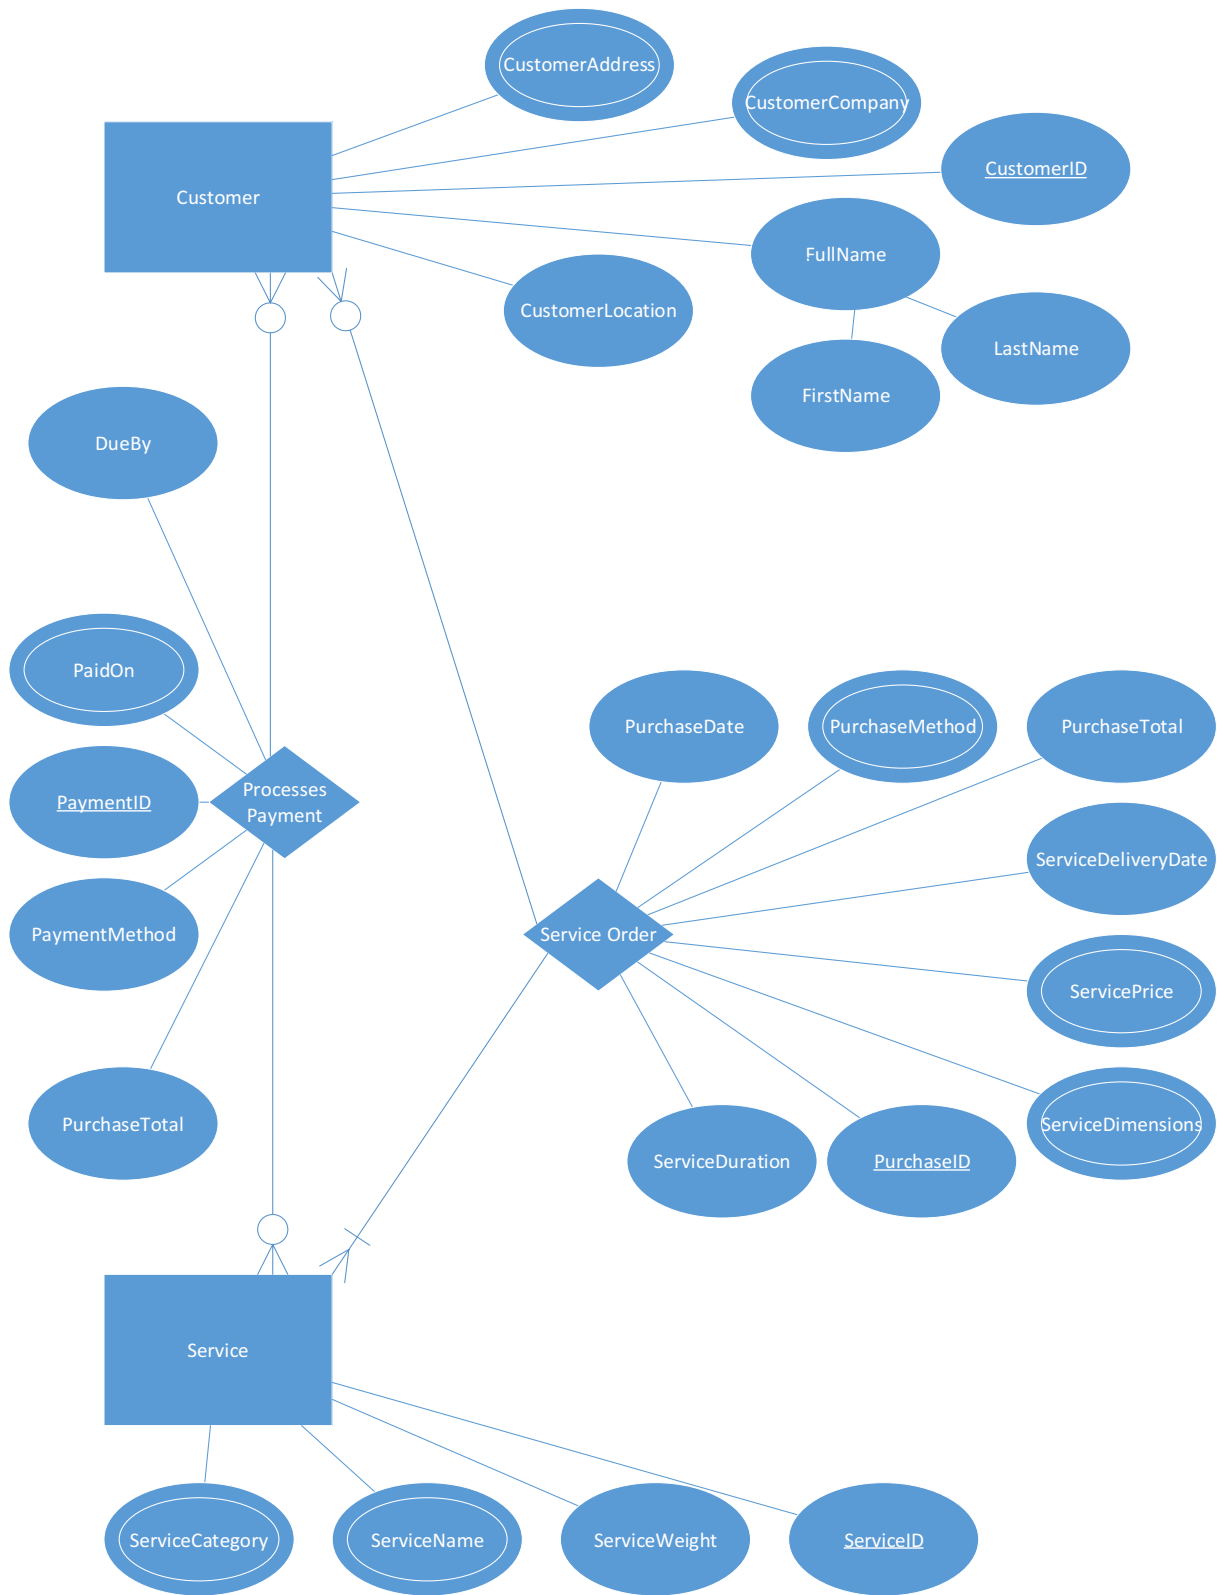 CustomerAddress
CustomerCompany
CustomerID
Customer
FullName
CustomerLocation
LastName
FirstName
DueBy
PaidOn
PurchaseDate
PurchaseMethod
PurchaseTotal
PaymentID
Processes
Payment
ServiceDeliveryDate
PaymentMethod
Service Order
ServicePrice
PurchaseTotal
ServiceDimensions
ServiceDuration
PurchaseID
Service
ServiceCategory
ServiceName
ServiceWeight
ServiceID